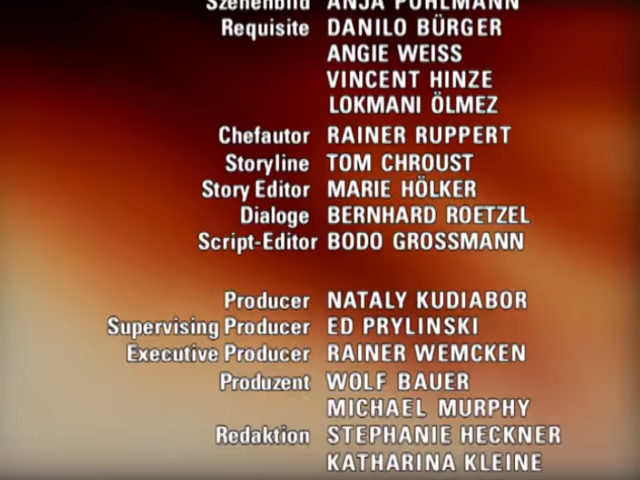 Szenenbild ANJA POHLMANN
Requisite DANILO BÜRGER
ANGIE WEISS
VINCENT HINZE
LOKMANI ÖLMEZ
Chefautor RAINER RUPPERT
Storyline TOM CHROUST
Story Editor MARIE HÖLKER
Dialoge BERNHARD ROETZEL
Script-Editor BODO GROSSMANN
Producer NATALY KUDIABOR
Supervising Producer ED PRYLINSKI
Executive Producer RAINER WEMCKEN
Produzent WOLF BAUER
MICHAEL MURPHY
Redaktion STEPHANIE HECKNER
KATHARINA KLEINE